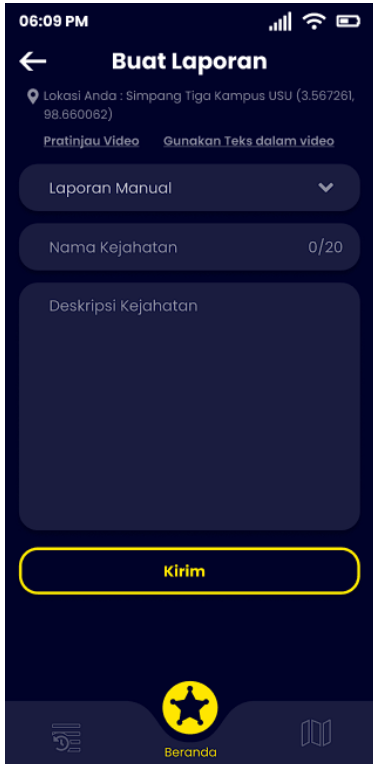 06:09 PM
Buat Laporan
Lokasi Anda : Simpang Tiga Kampus USU (3.567261,
98.660062)
Pratinjau Video Gunakan Teks dalam video
Laporan Manual
Nama Kejahatan 0/20
Deskripsi Kejahatan
Kirim
Beranda